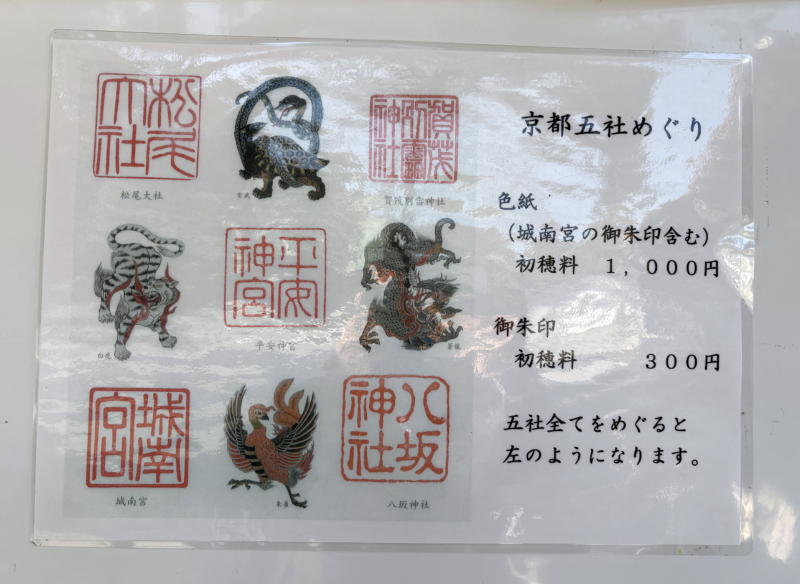 松尾大社
松尾大社
玄武
賀茂別雷神社
賀茂別雷神社
白虎
平安神宮
平安神宮
蒼龍
城南宮
城南宮
朱雀
八坂神社
八坂神社
京都五社めぐり
色紙
(城南宮の御朱印含む)
初穂料 1,000円
御朱印
初穂料 300円
五社全てをめぐると
左のようになります。